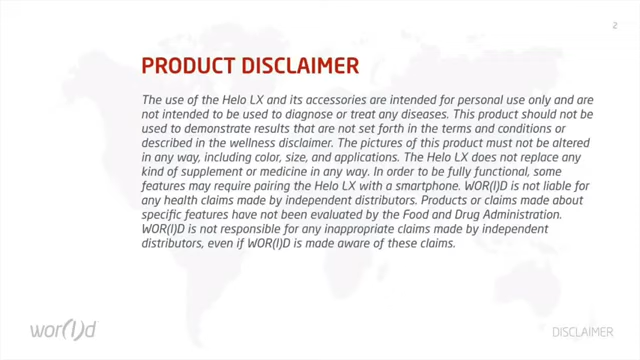 2
PRODUCT DISCLAIMER
The use of the Helo LX and its accessories are intended for personal use only and are
not intended to be used to diagnose or treat any diseases. This product should not be
used to demonstrate results that are not set forth in the terms and conditions or
described in the wellness disclaimer. The pictures of this product must not be altered
in any way, including color, size, and applications. The Helo LX does not replace any
kind of supplement or medicine in any way. In order to be fully functional, some
features may require pairing the Helo LX with a smartphone. WOR(I)D is not liable for
any health claims made by independent distributors. Products or claims made about
specific features have not been evaluated by the Food and Drug Administration.
WOR(I)D is not responsible for any inappropriate claims made by independent
distributors, even if WOR(I)D is made aware of these claims.
wor(l)d
DISCLAIMER